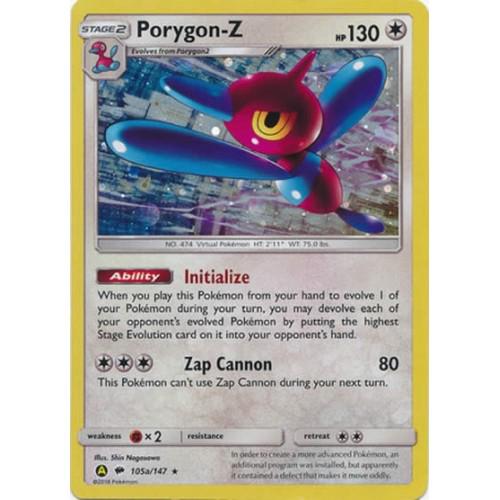 STAGE 2 Porygon-Z HP 130
Evolves from Porygon2
NO. 474 Virtual Pokémon HT: 2'11" WT: 75.0 lbs.
Ability Initialize
When you play this Pokémon from your hand to evolve 1 of
your Pokémon during your turn, you may devolve each of
your opponent's evolved Pokémon by putting the highest
Stage Evolution card on it into your opponent's hand.
Zap Cannon 80
This Pokémon can't use Zap Cannon during your next turn.
weakness × 2 resistance retreat
Illus. Shin Nagasawa
A 105a/147 ★
©2018 Pokémon
In order to create a more advanced Pokémon, an
additional program was installed, but apparently
it contained a defect that makes it move oddly.